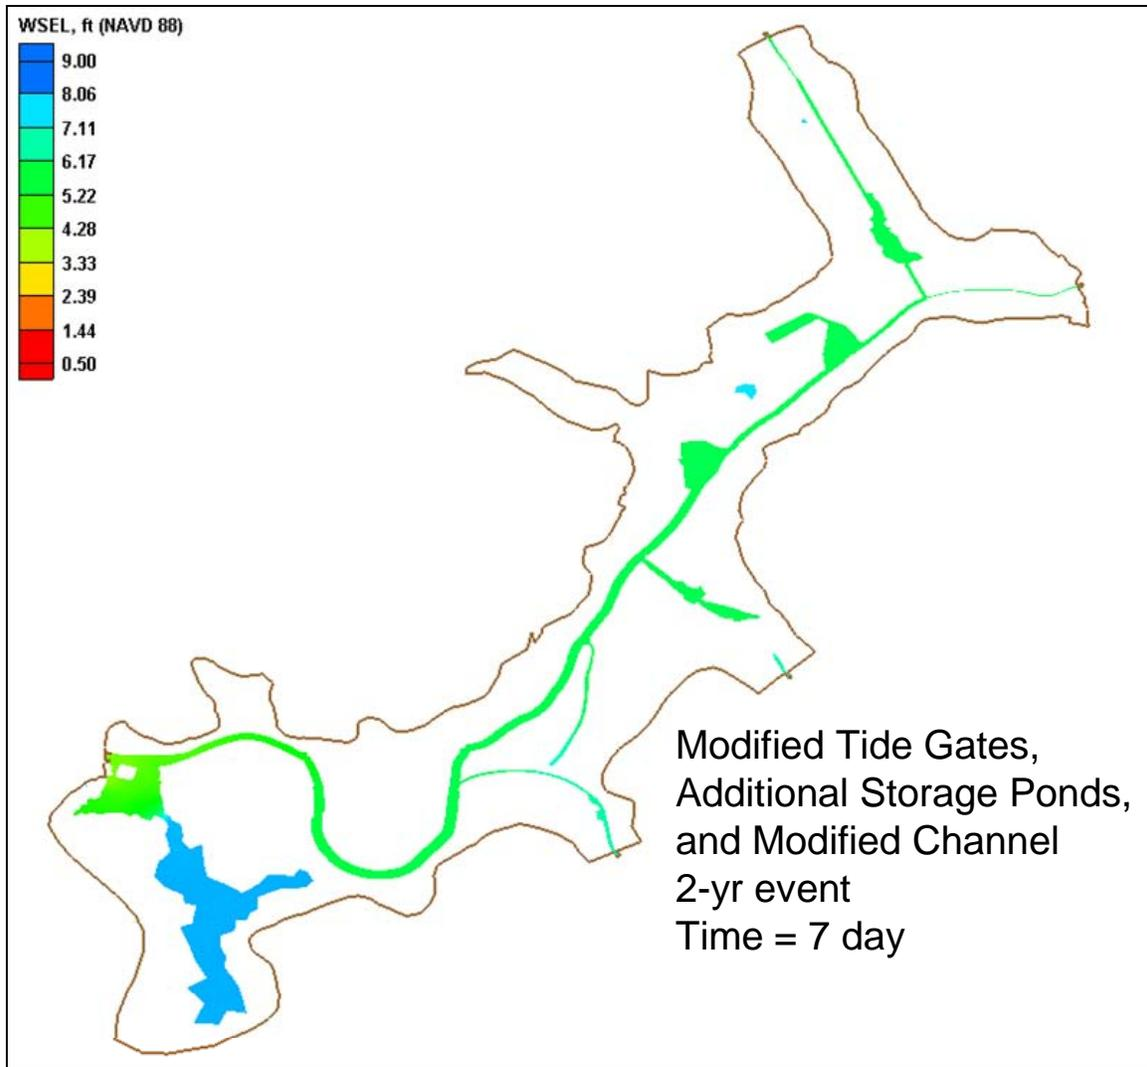 WSEL, ft (NAVD 88)
9.00
8.06
7.11
6.17
5.22
4.28
3.33
2.39
1.44
0.50
Modified Tide Gates,
Additional Storage Ponds,
and Modified Channel
2-yr event
Time = 7 day